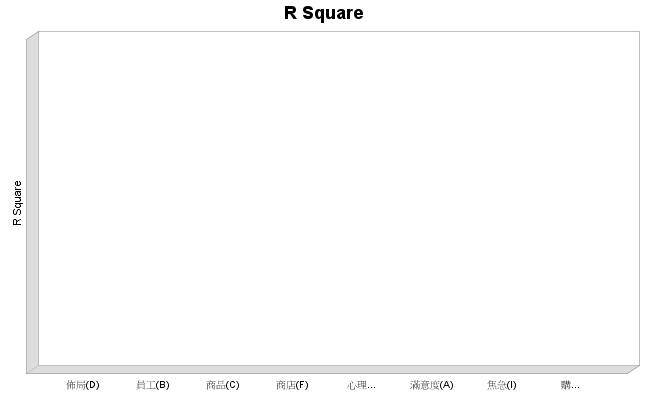 R Square
R Square
佈局(D)
員工(B)
商品(C)
商店(F)
心理...
滿意度(A)
焦急(I)
購...